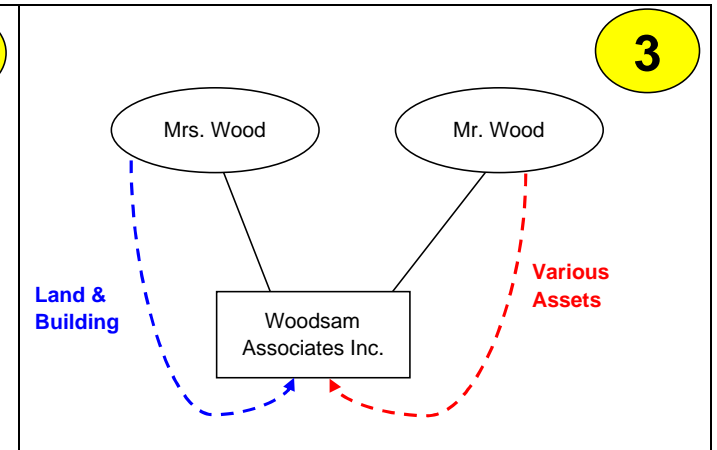 3
Mrs. Wood
Mr. Wood
Land &
Building
Various
Assets
Woodsam
Associates Inc.